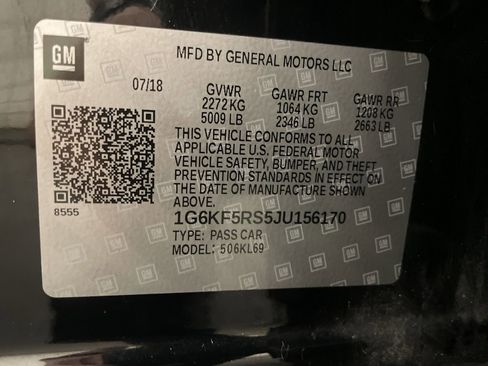 GM
MFD BY GENERAL MOTORS LLC
07/18 GVWR GAWR FRT GAWR RR
2272 KG 1064 KG 1208 KG
5009 LB 2346 LB 2663 LB
THIS VEHICLE CONFORMS TO ALL
APPLICABLE U.S. FEDERAL MOTOR
VEHICLE SAFETY, BUMPER, AND THEFT
PREVENTION STANDARDS IN EFFECT ON
THE DATE OF MANUFACTURE SHOWN
ABOVE.
8555
1G6KF5RS5JU156170
TYPE: PASS CAR
MODEL: 506KL69